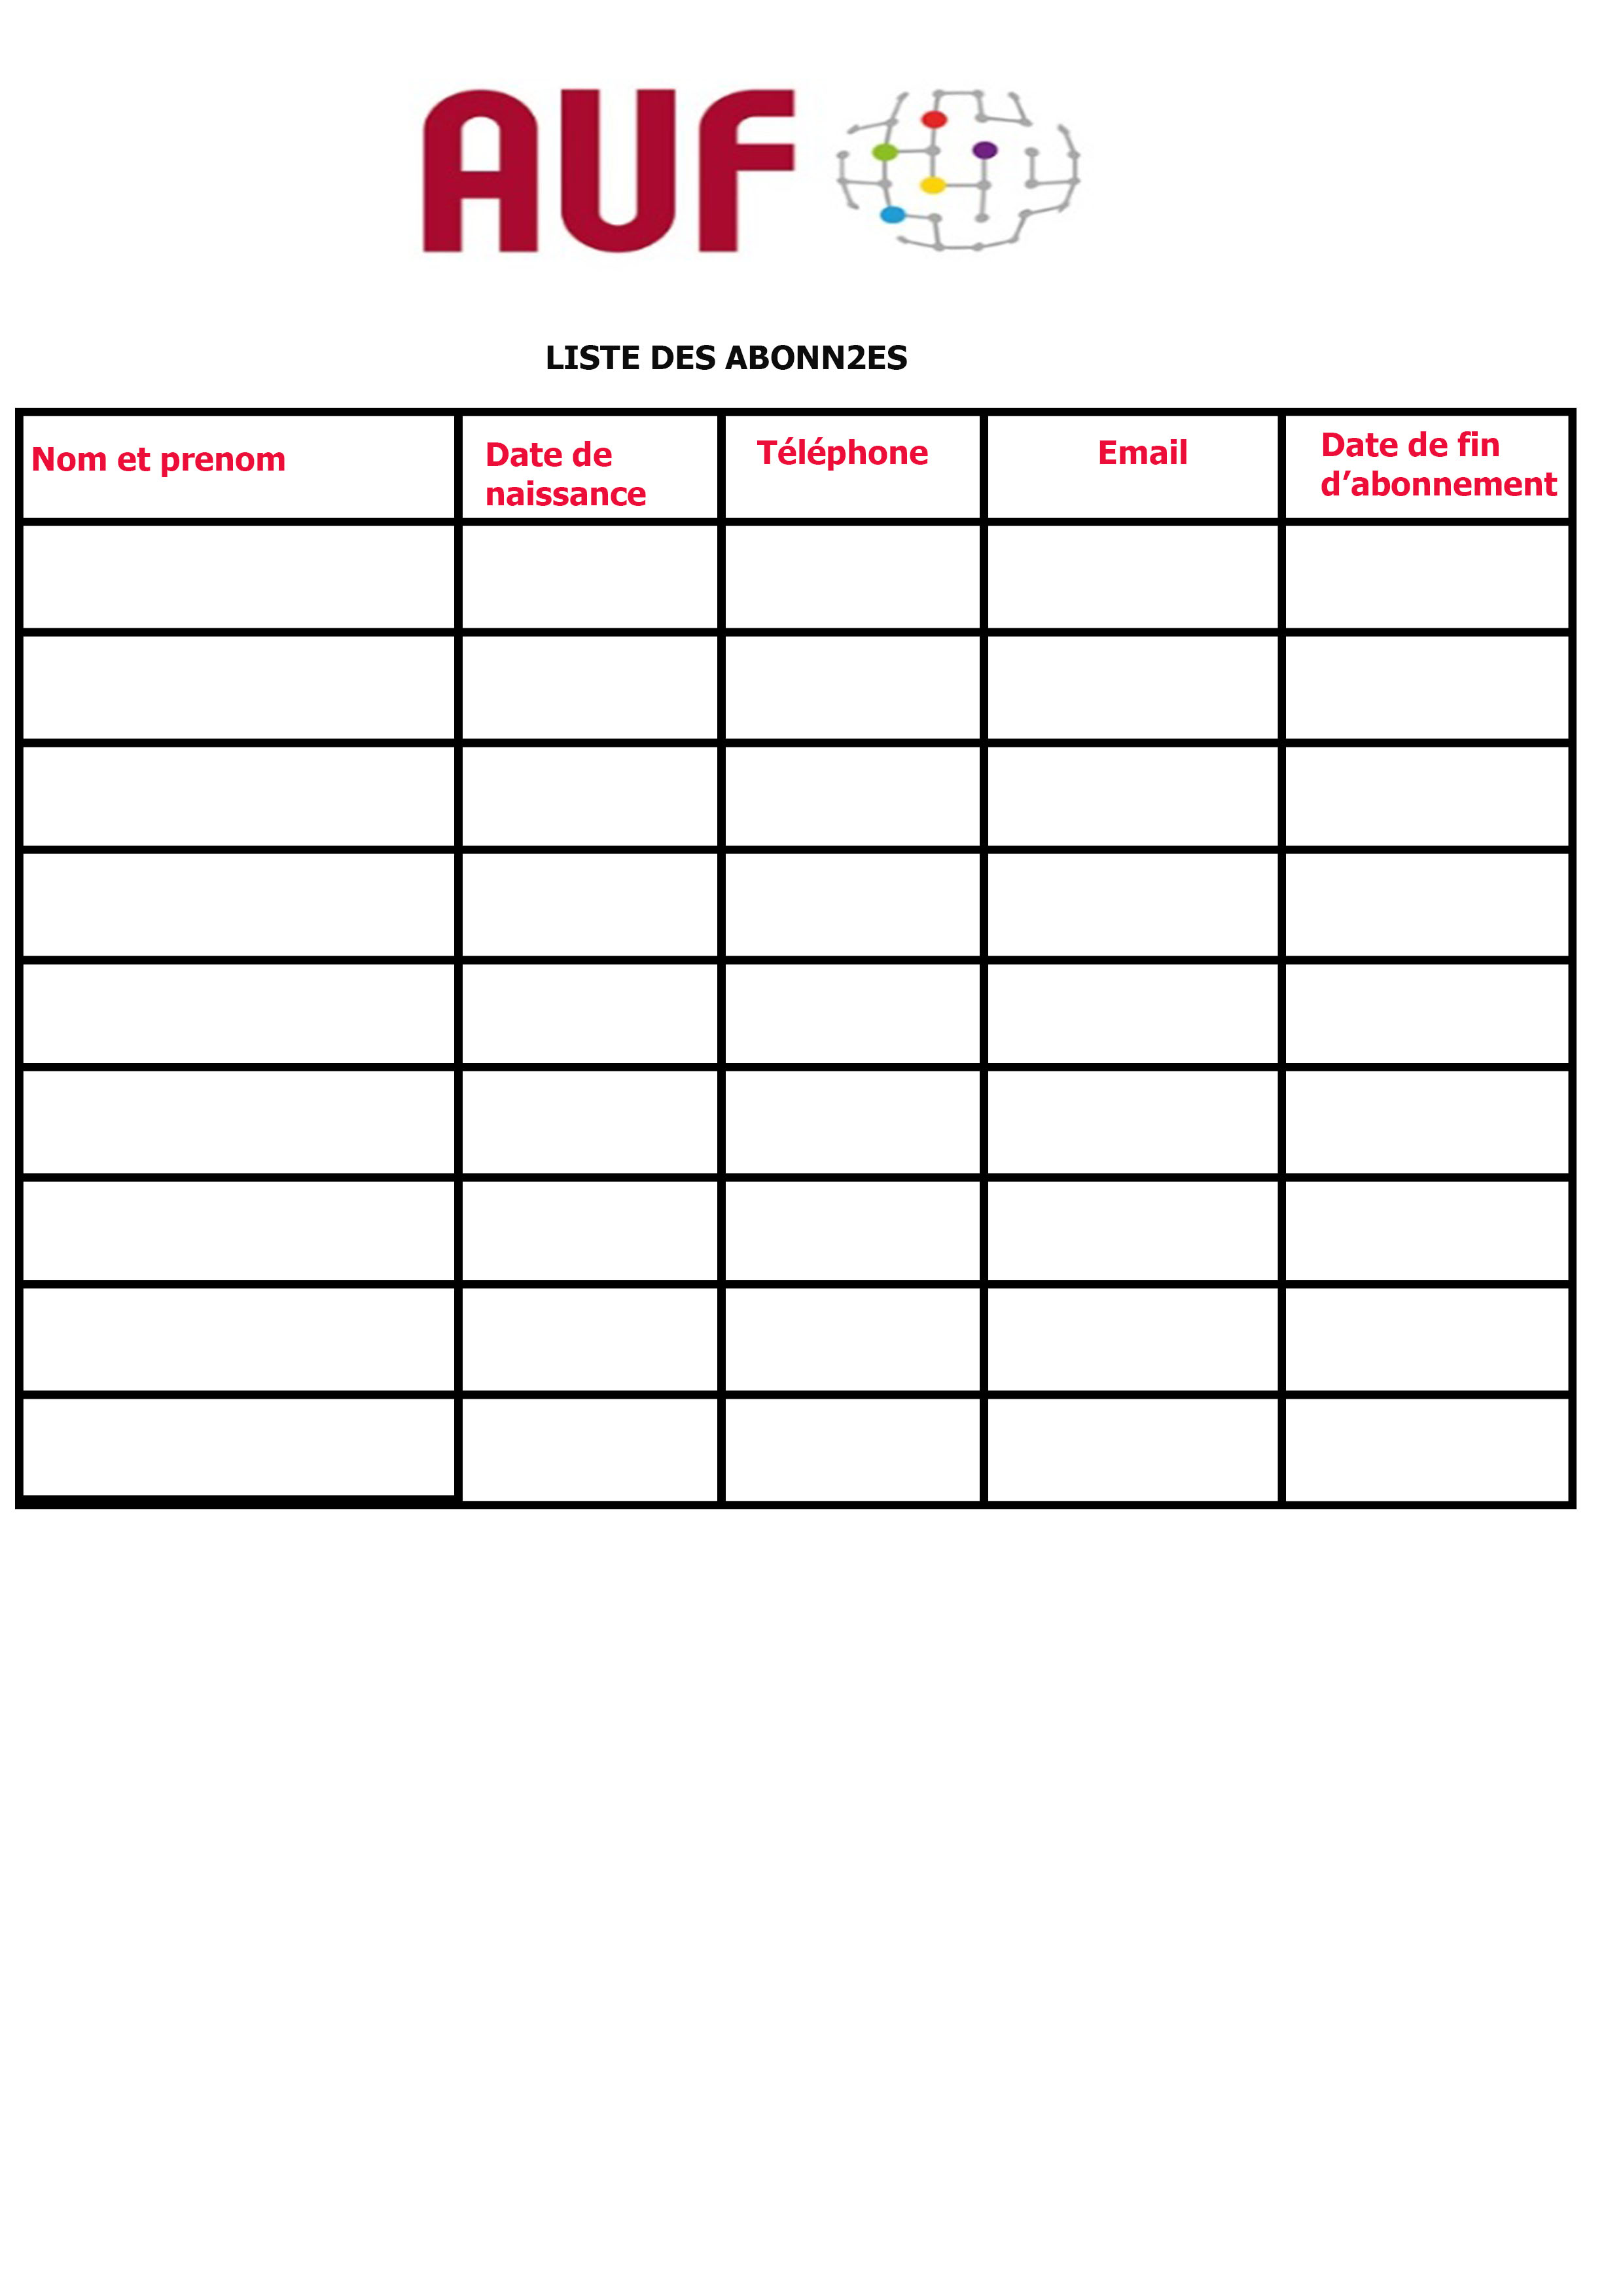 AUF
LISTE DES ABONN2ES
Nom et prenom
Date de
naissance
Téléphone
Email
Date de fin
d’abonnement